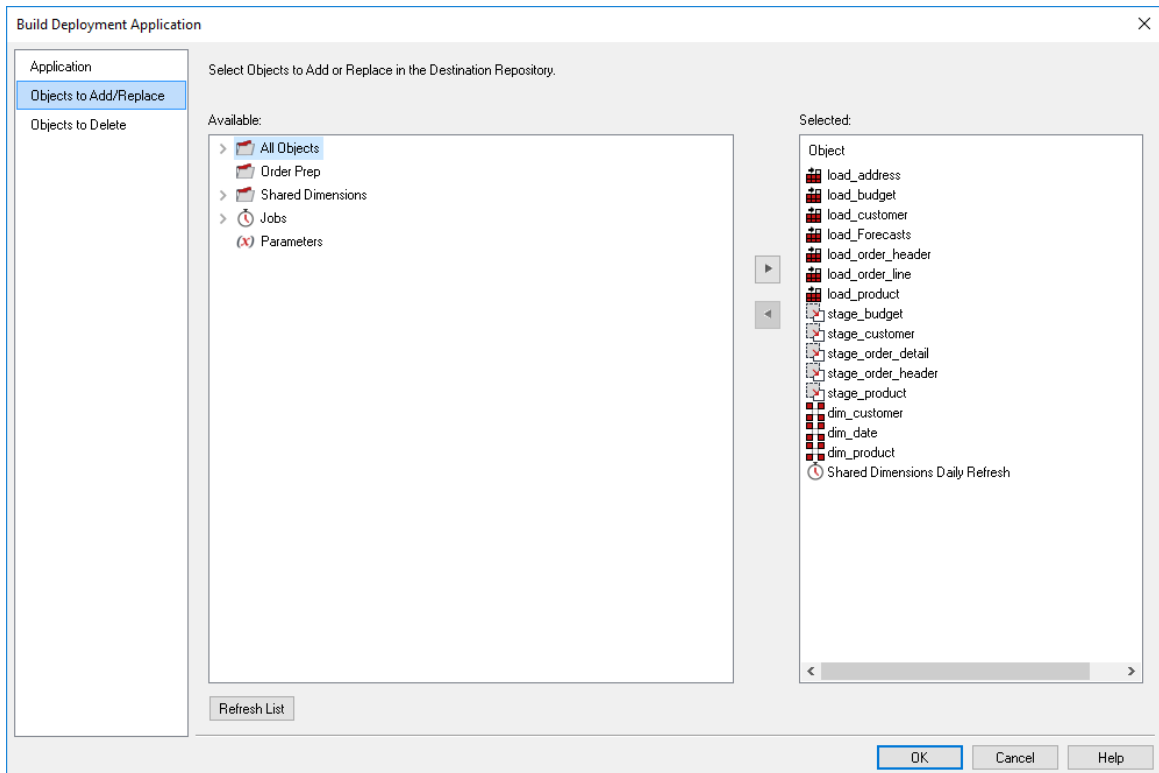 Build Deployment Application
Application
Objects to Add/Replace
Objects to Delete
Select Objects to Add or Replace in the Destination Repository.
Available:
All Objects
Order Prep
Shared Dimensions
Jobs
(x) Parameters
Selected:
Object
load_address
load_budget
load_customer
load_Forecasts
load_order_header
load_order_line
load_product
stage_budget
stage_customer
stage_order_detail
stage_order_header
stage_product
dim_customer
dim_date
dim_product
Shared Dimensions Daily Refresh
Refresh List
OK
Cancel
Help